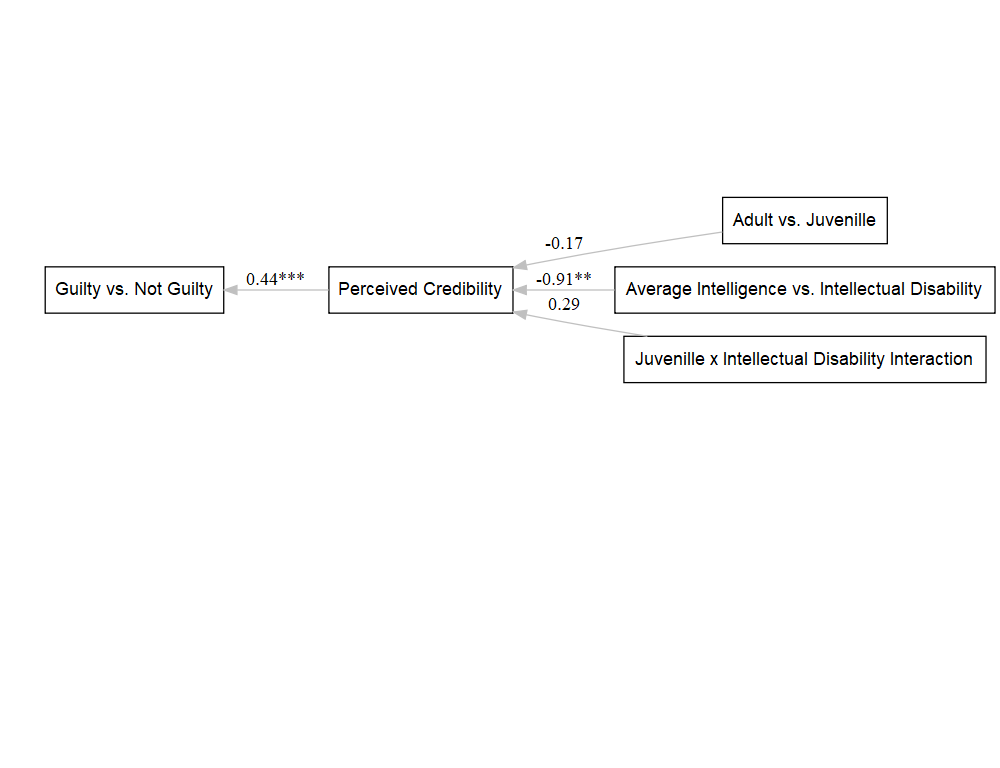 Adult vs. Juvenille
-0.17
Guilty vs. Not Guilty
0.44***
Perceived Credibility
-0.91**
Average Intelligence vs. Intellectual Disability
0.29
Juvenille x Intellectual Disability Interaction